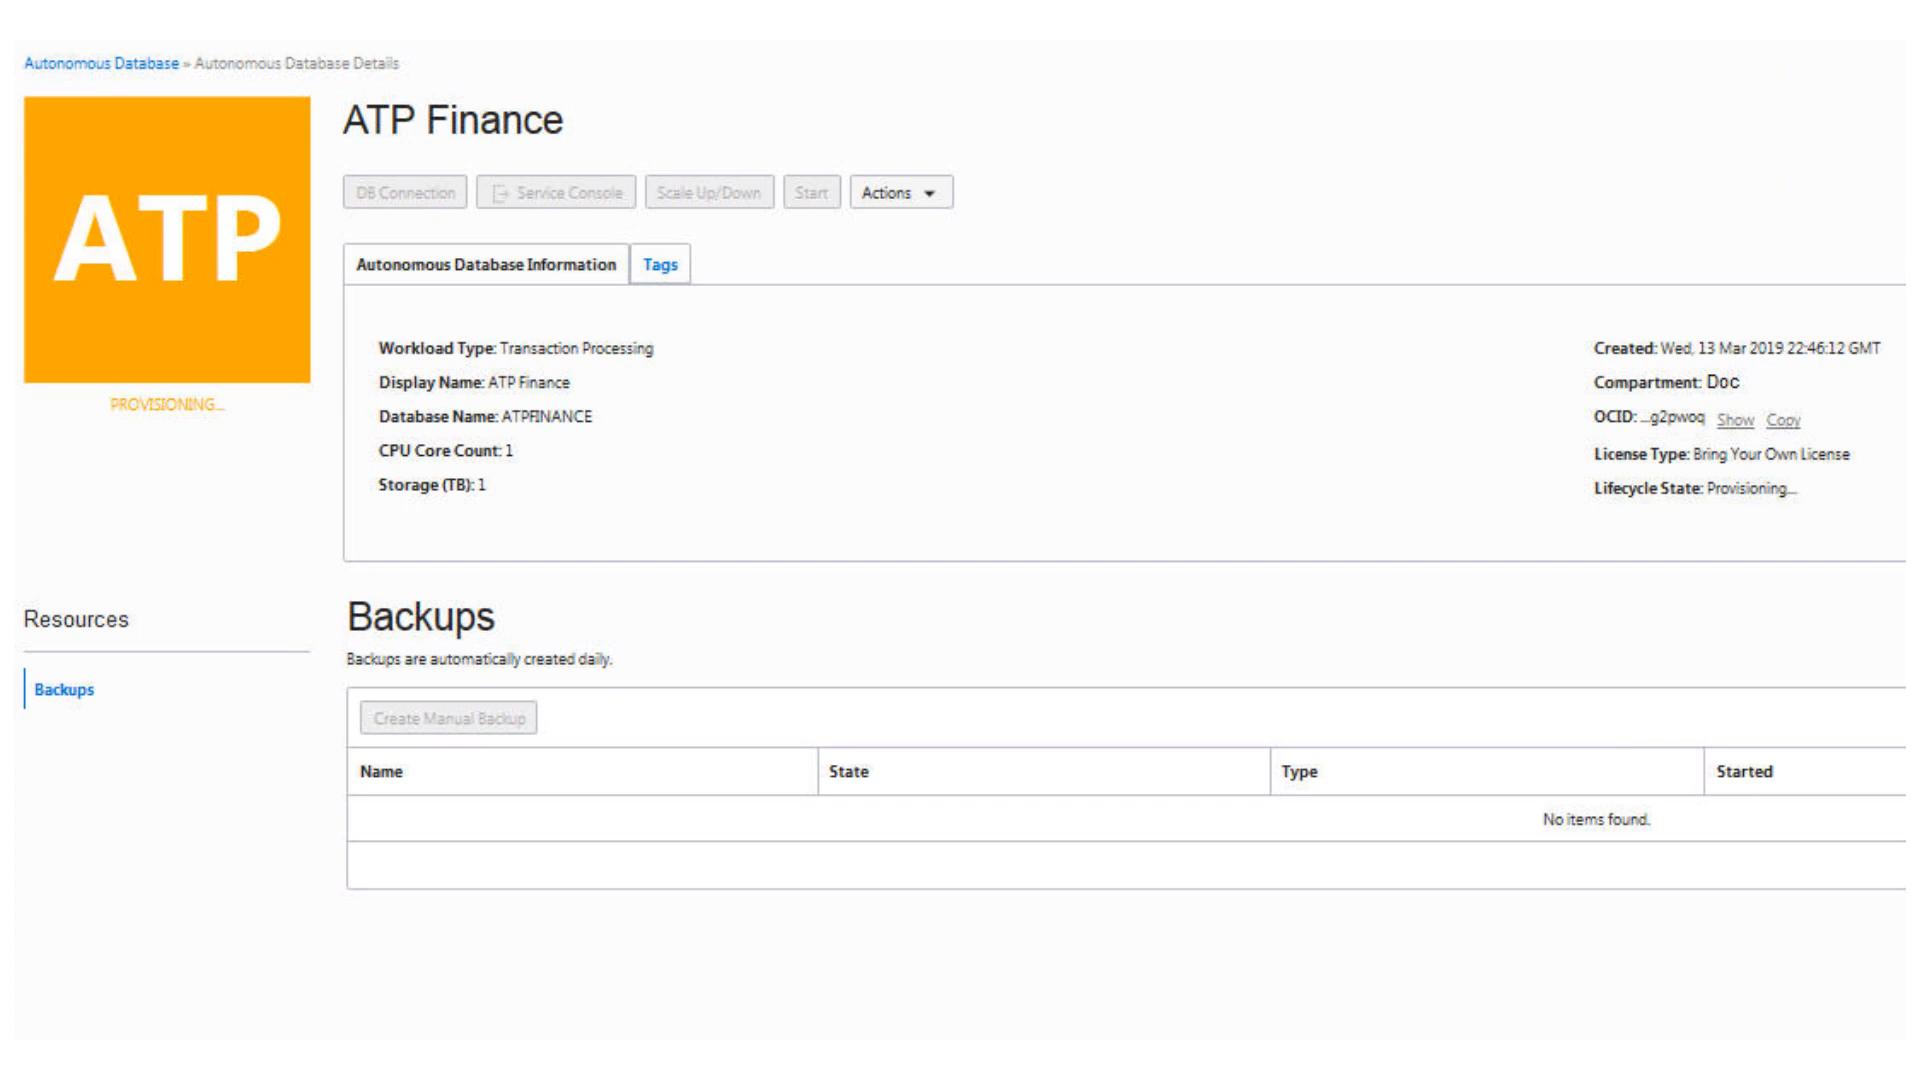 Autonomous Database » Autonomous Database Details
ATP
PROVISIONING...
ATP Finance
DB Connection Service Console Scale Up/Down Start Actions
Autonomous Database Information Tags
Workload Type: Transaction Processing
Display Name: ATP Finance
Database Name: ATPFINANCE
CPU Core Count: 1
Storage (TB): 1
Created: Wed, 13 Mar 2019 22:46:12 GMT
Compartment: Doc
OCID: ...g2pwoq Show Copy
License Type: Bring Your Own License
Lifecycle State: Provisioning...
Resources
Backups
Backups
Backups are automatically created daily.
Create Manual Backup
Name State Type Started
No items found.